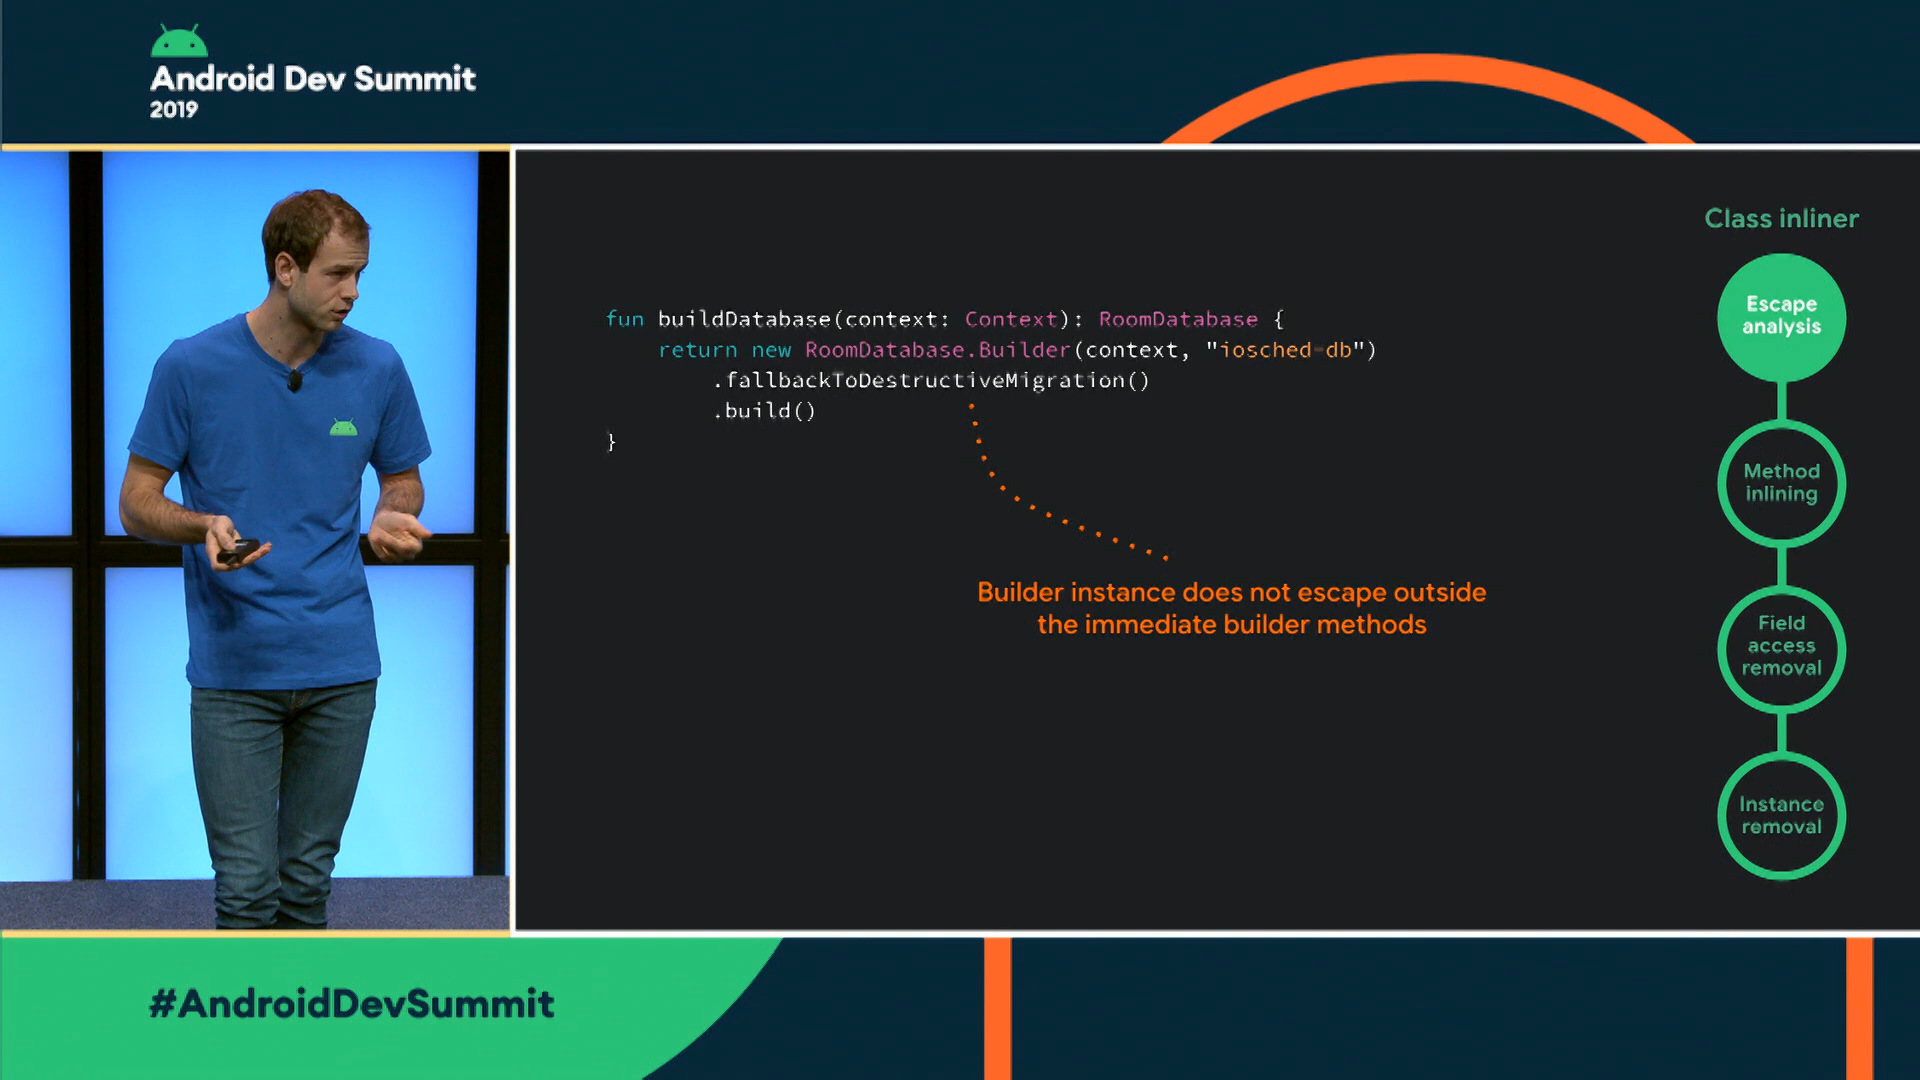 Android Dev Summit
2019
Class inliner
Escape
analysis
fun buildDatabase(context: Context): RoomDatabase {
return new RoomDatabase.Builder(context, "iosched-db")
.fallbackToDestructiveMigration()
.build()
}
Method
inlining
Builder instance does not escape outside
the immediate builder methods
Field
access
removal
Instance
removal
#AndroidDevSummit